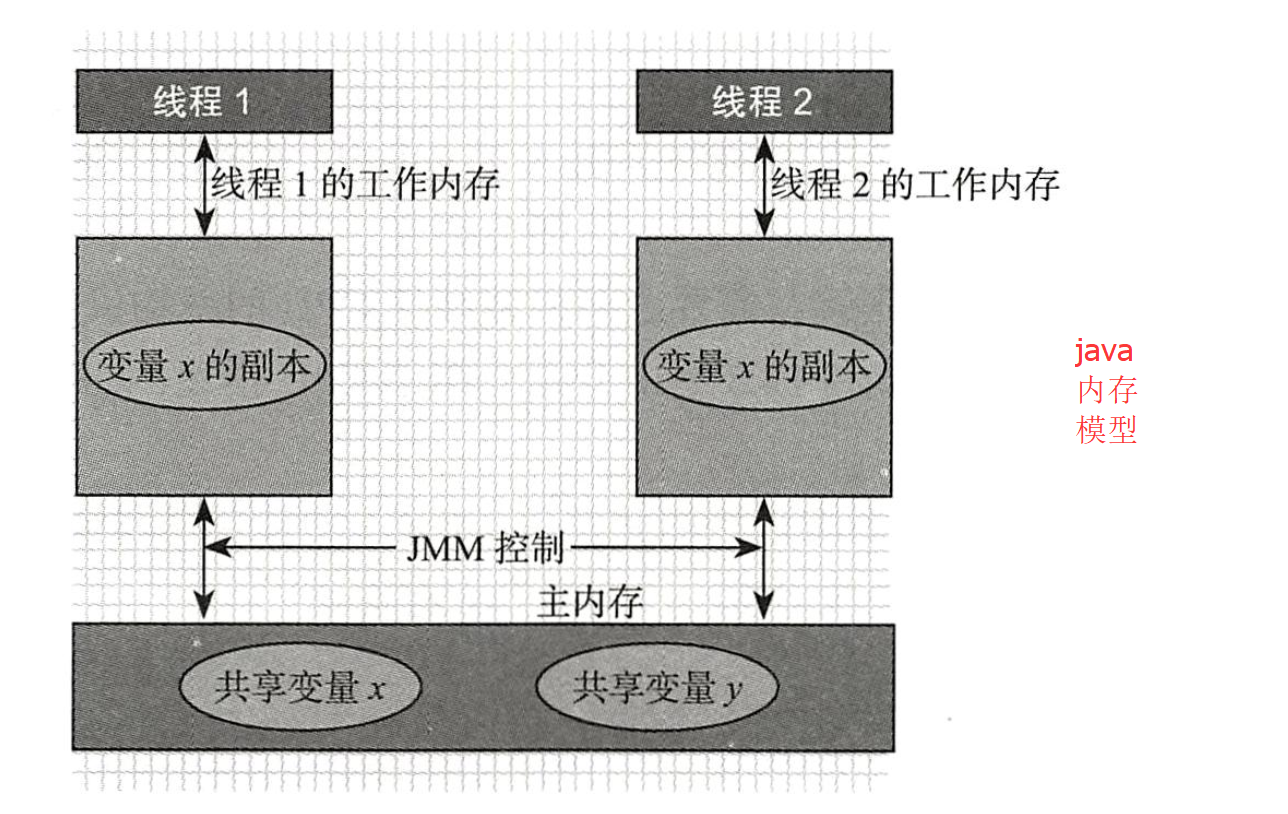 线程 1
线程 2
线程 1 的工作内存
线程 2 的工作内存
变量 x 的副本
变量 x 的副本
JMM 控制
主内存
共享变量 x
共享变量 y
java
内存
模型